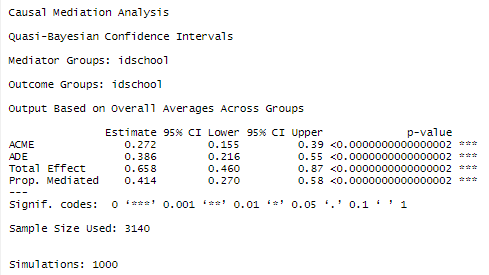 Causal Mediation Analysis
Quasi-Bayesian Confidence Intervals
Mediator Groups: idschool
Outcome Groups: idschool
Output Based on Overall Averages Across Groups
Estimate 95% CI Lower 95% CI Upper p-value
ACME 0.272 0.155 0.39 <0.0000000000000002 ***
ADE 0.386 0.216 0.55 <0.0000000000000002 ***
Total Effect 0.658 0.460 0.87 <0.0000000000000002 ***
Prop. Mediated 0.414 0.270 0.58 <0.0000000000000002 ***
---
Signif. codes: 0 ‘***’ 0.001 ‘**’ 0.01 ‘*’ 0.05 ‘.’ 0.1 ‘ ’ 1
Sample Size Used: 3140
Simulations: 1000